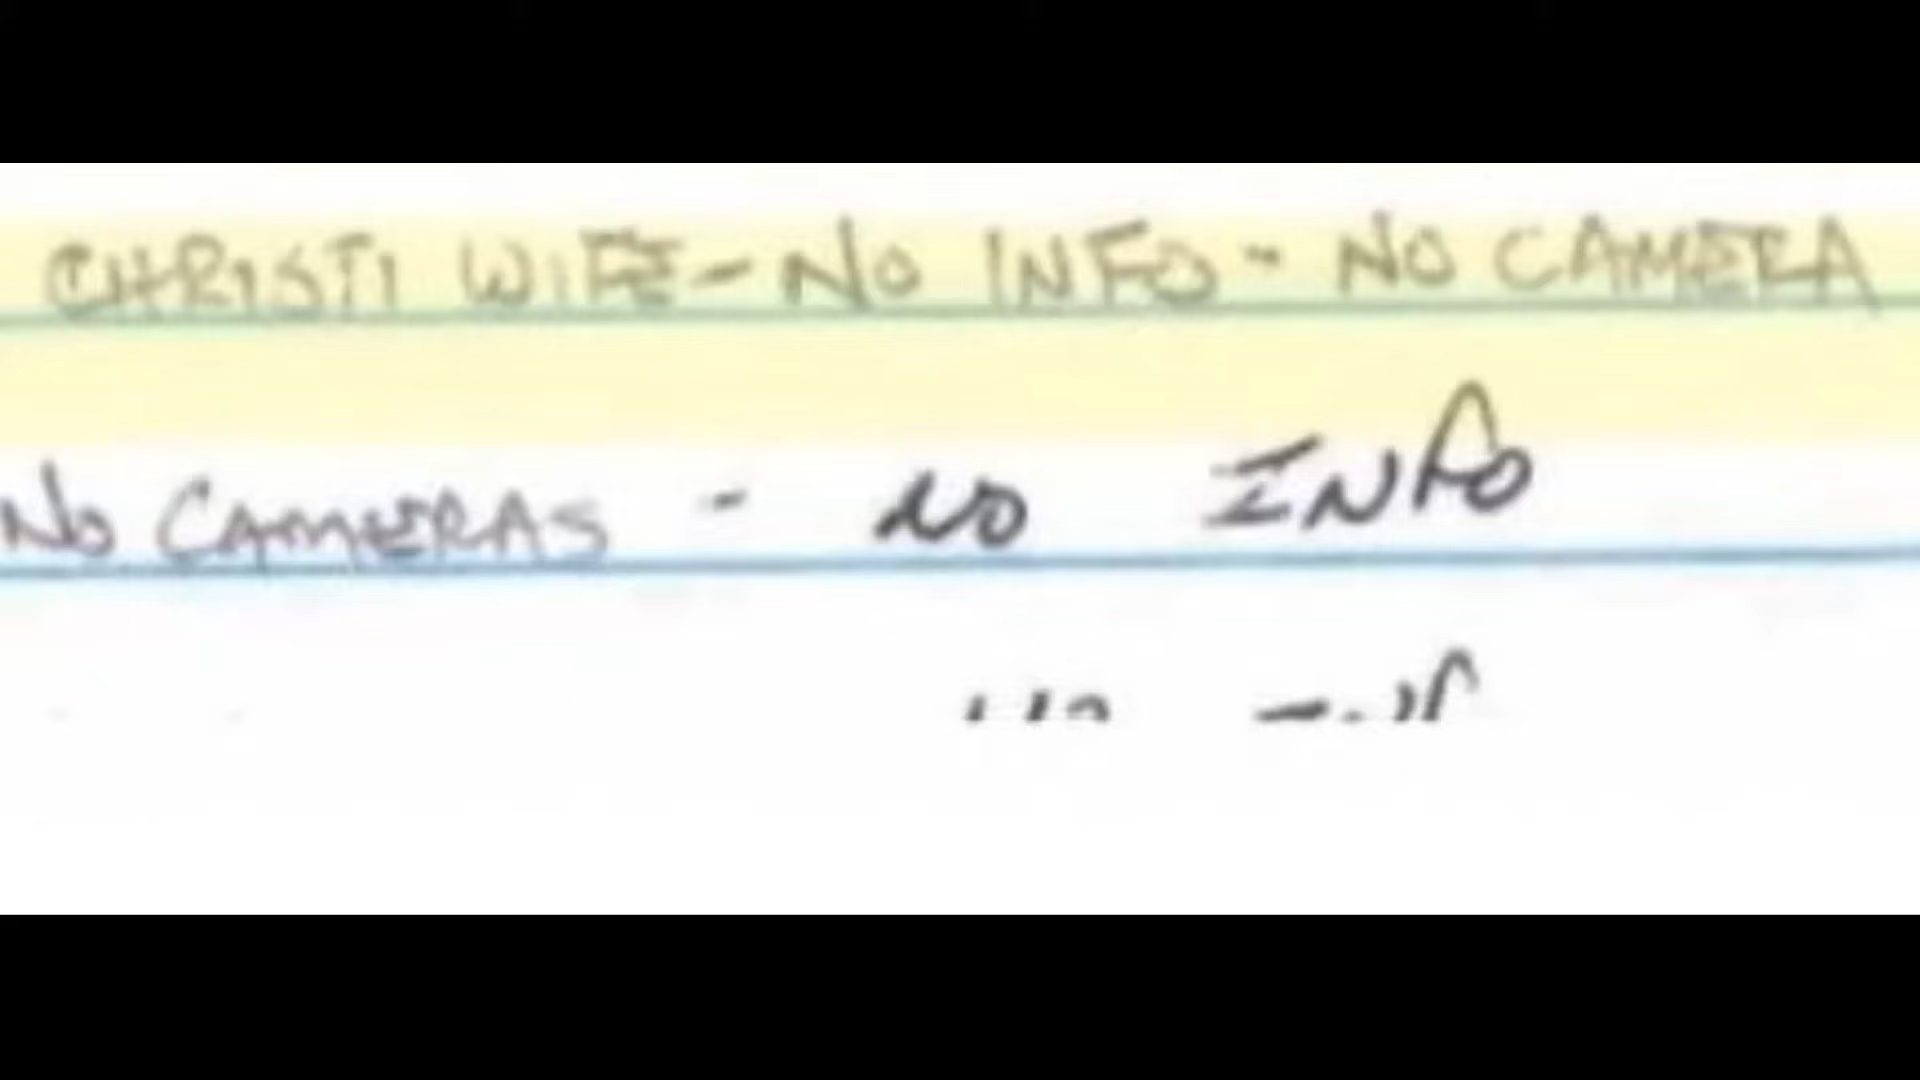 CHRISTI WIFE - NO INFO - NO CAMERA
NO CAMERAS - NO INFO